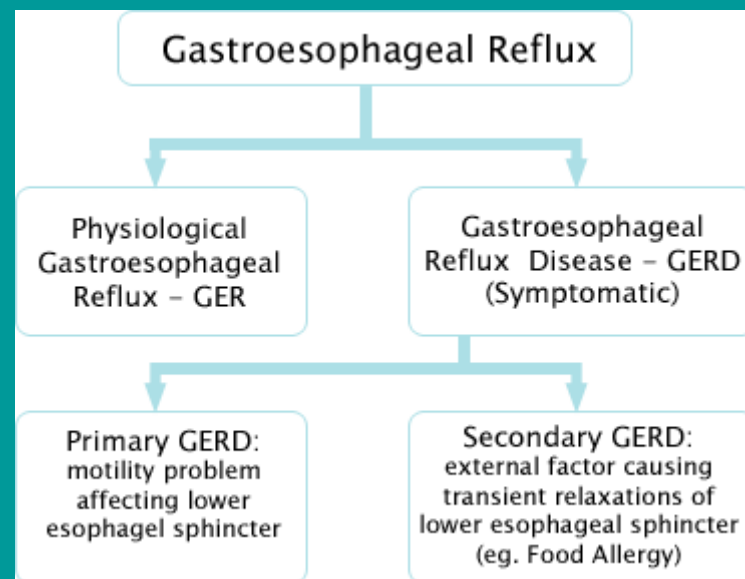 Gastroesophageal Reflux
Physiological
Gastroesophageal
Reflux – GER
Gastroesophageal
Reflux Disease – GERD
(Symptomatic)
Primary GERD:
motility problem
affecting lower
esophagel sphincter
Secondary GERD:
external factor causing
transient relaxations of
lower esophageal sphincter
(eg. Food Allergy)